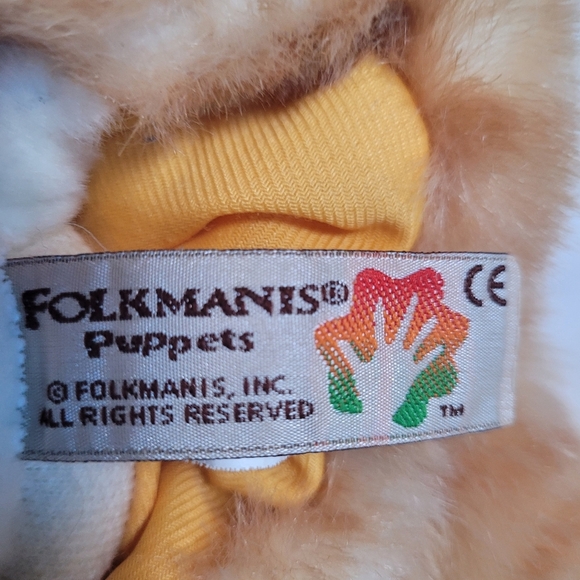 FOLKMANIS®
Puppets
© FOLKMANIS, INC.
ALL RIGHTS RESERVED
™
CE